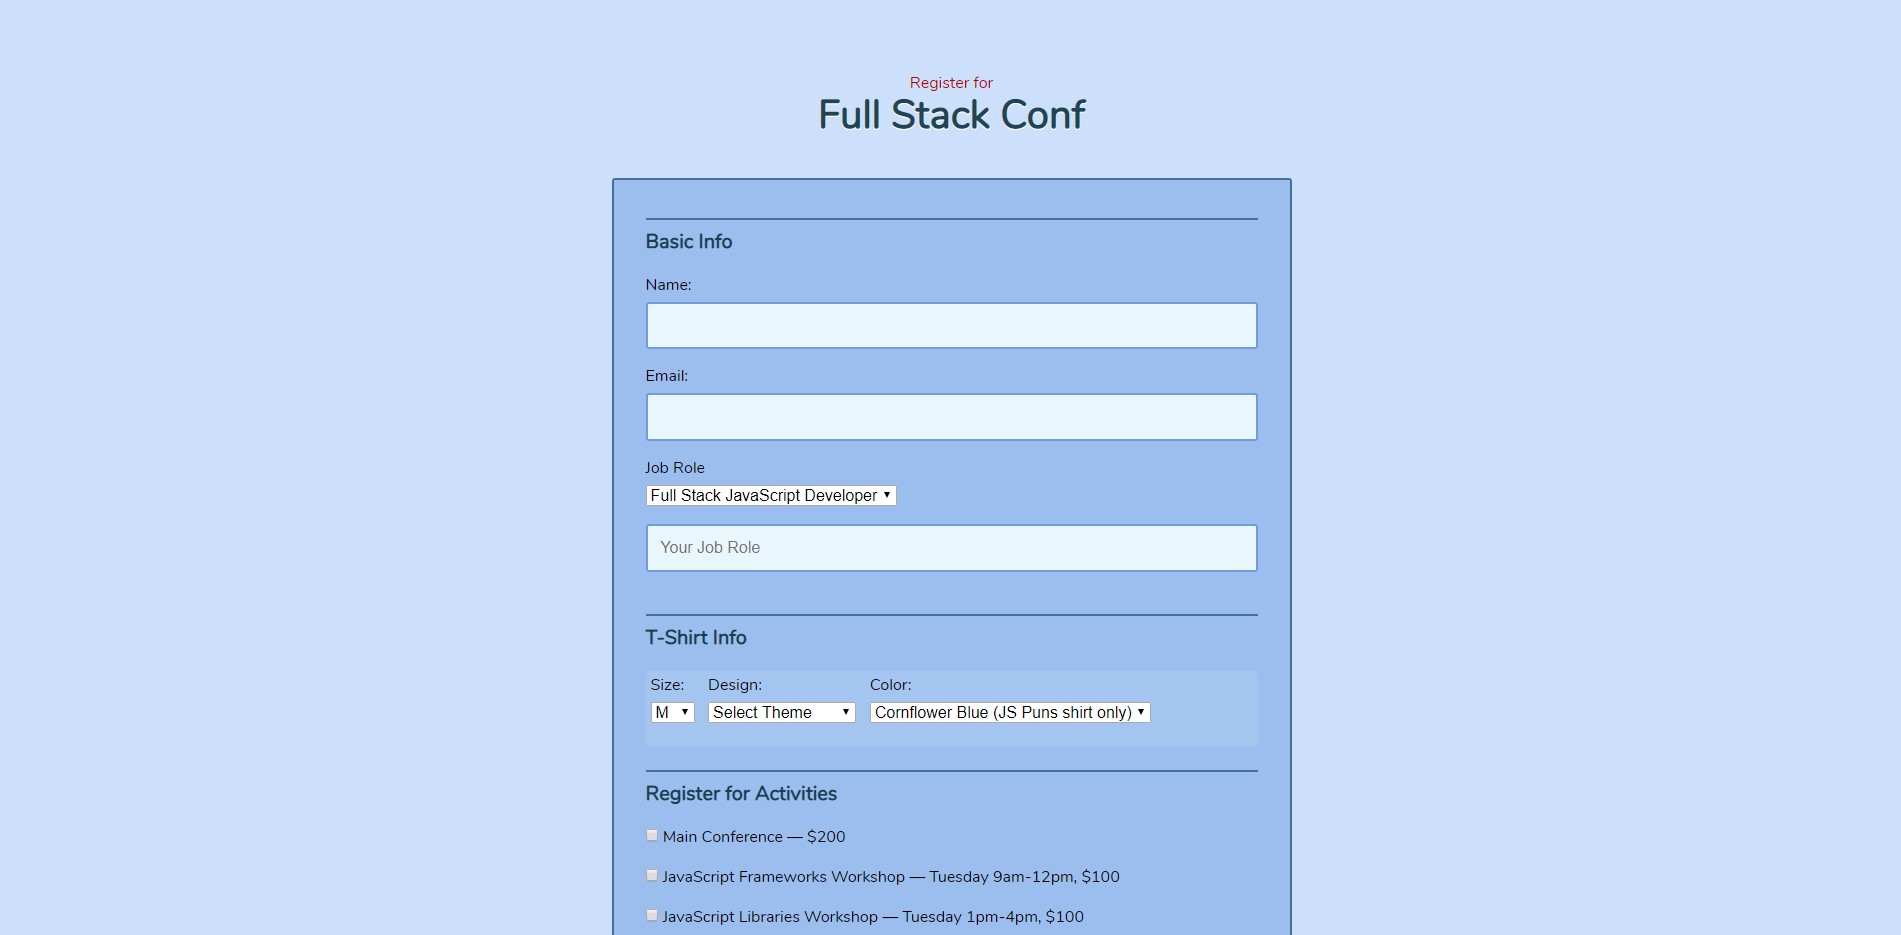 Register for
Full Stack Conf
Basic Info
Name:
Email:
Job Role
Full Stack JavaScript Developer
Your Job Role
T-Shirt Info
Size: Design: Color:
M Select Theme Cornflower Blue (JS Puns shirt only)
Register for Activities
Main Conference — $200
JavaScript Frameworks Workshop — Tuesday 9am-12pm, $100
JavaScript Libraries Workshop — Tuesday 1pm-4pm, $100